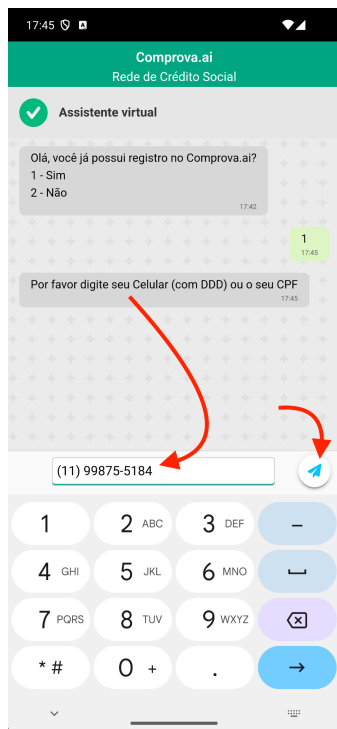 17:45
Comprova.ai
Rede de Crédito Social
Assistente virtual
Olá, você já possui registro no Comprova.ai?
1 - Sim
2 - Não
17:42
1
17:45
Por favor digite seu Celular (com DDD) ou o seu CPF
17:45
(11) 99875-5184
1 2 ABC 3 DEF –
4 GHI 5 JKL 6 MNO
7 PQRS 8 TUV 9 WXYZ
* # 0 + .